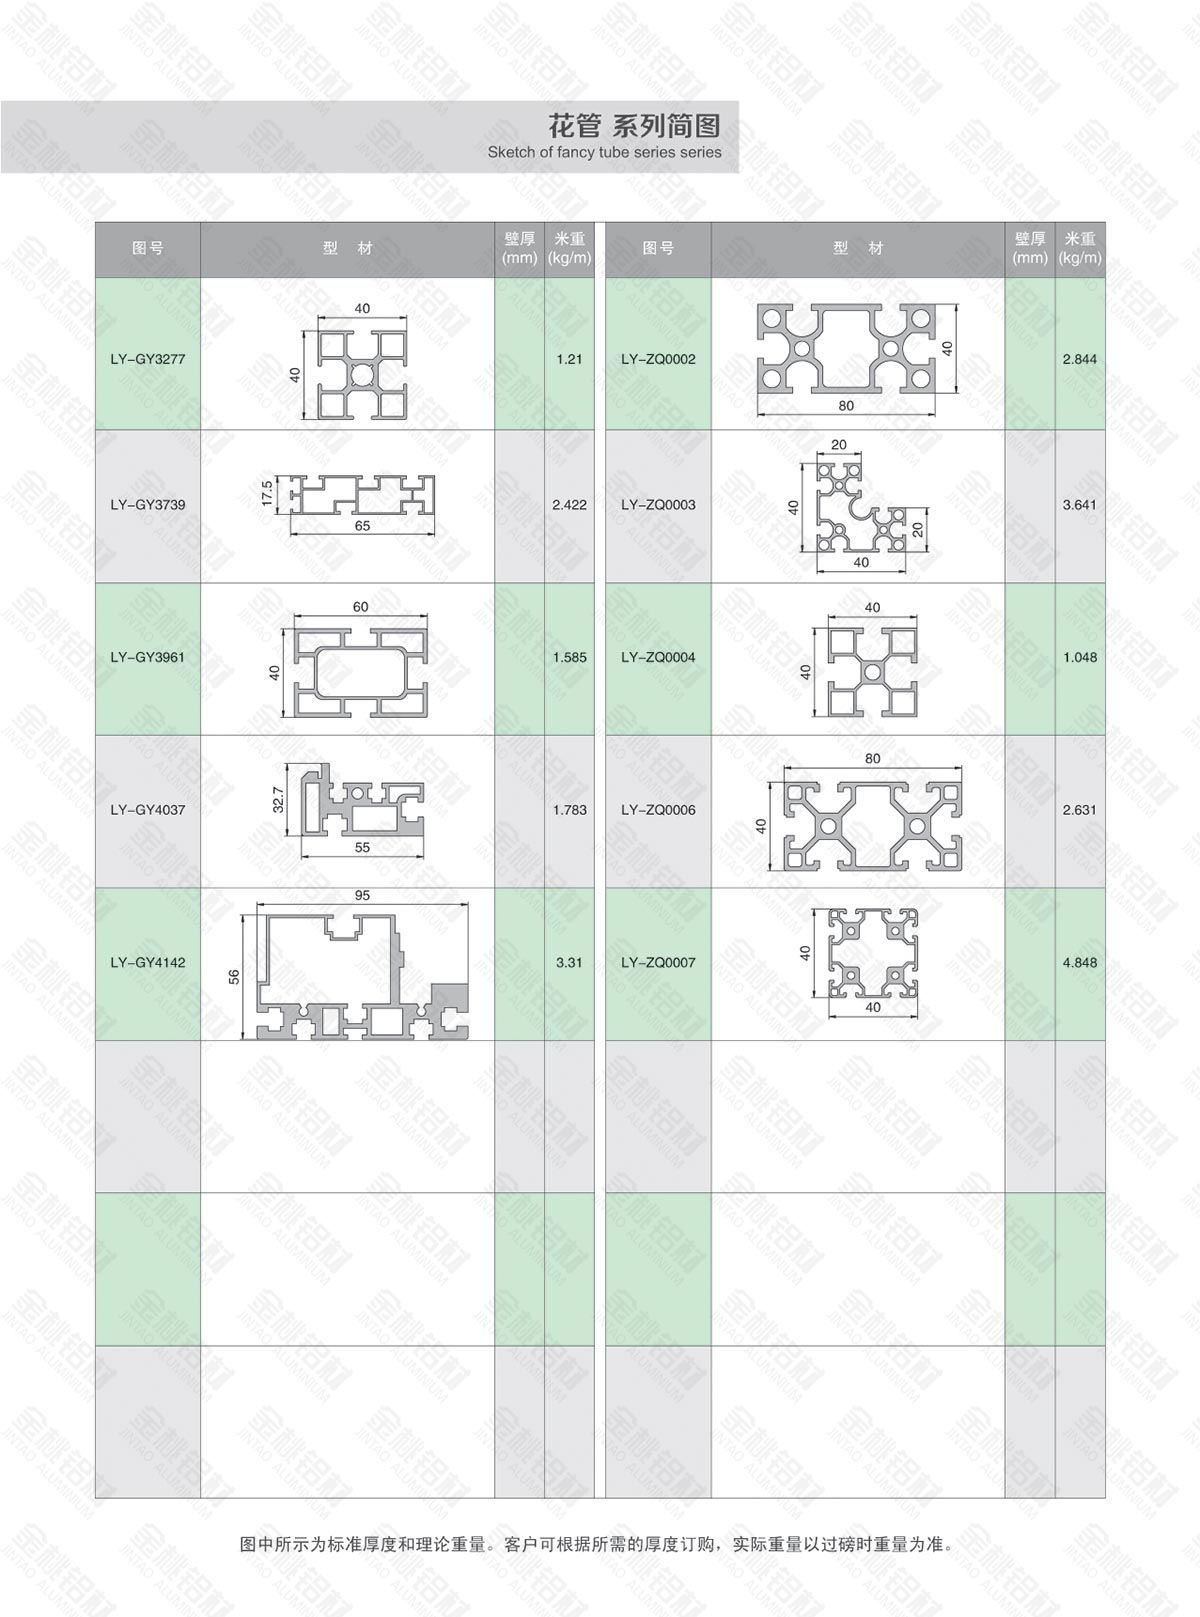 花管 系列简图
Sketch of fancy tube series series
图号 型 材 壁厚(mm) 米重(kg/m) 图号 型 材 壁厚(mm) 米重(kg/m)
LY-GY3277 40 40 1.21
LY-ZQ0002 40 80 2.844
LY-GY3739 17.5 65 2.422
LY-ZQ0003 20 40 20 40 3.641
LY-GY3961 60 40 1.585
LY-ZQ0004 40 40 1.048
LY-GY4037 32.7 55 1.783
LY-ZQ0006 80 40 2.631
LY-GY4142 95 56 3.31
LY-ZQ0007 40 40 4.848
图中所示为标准厚度和理论重量。客户可根据所需的厚度订购，实际重量以过磅时重量为准。
金桃铝材
JINTAO ALUMINIUM